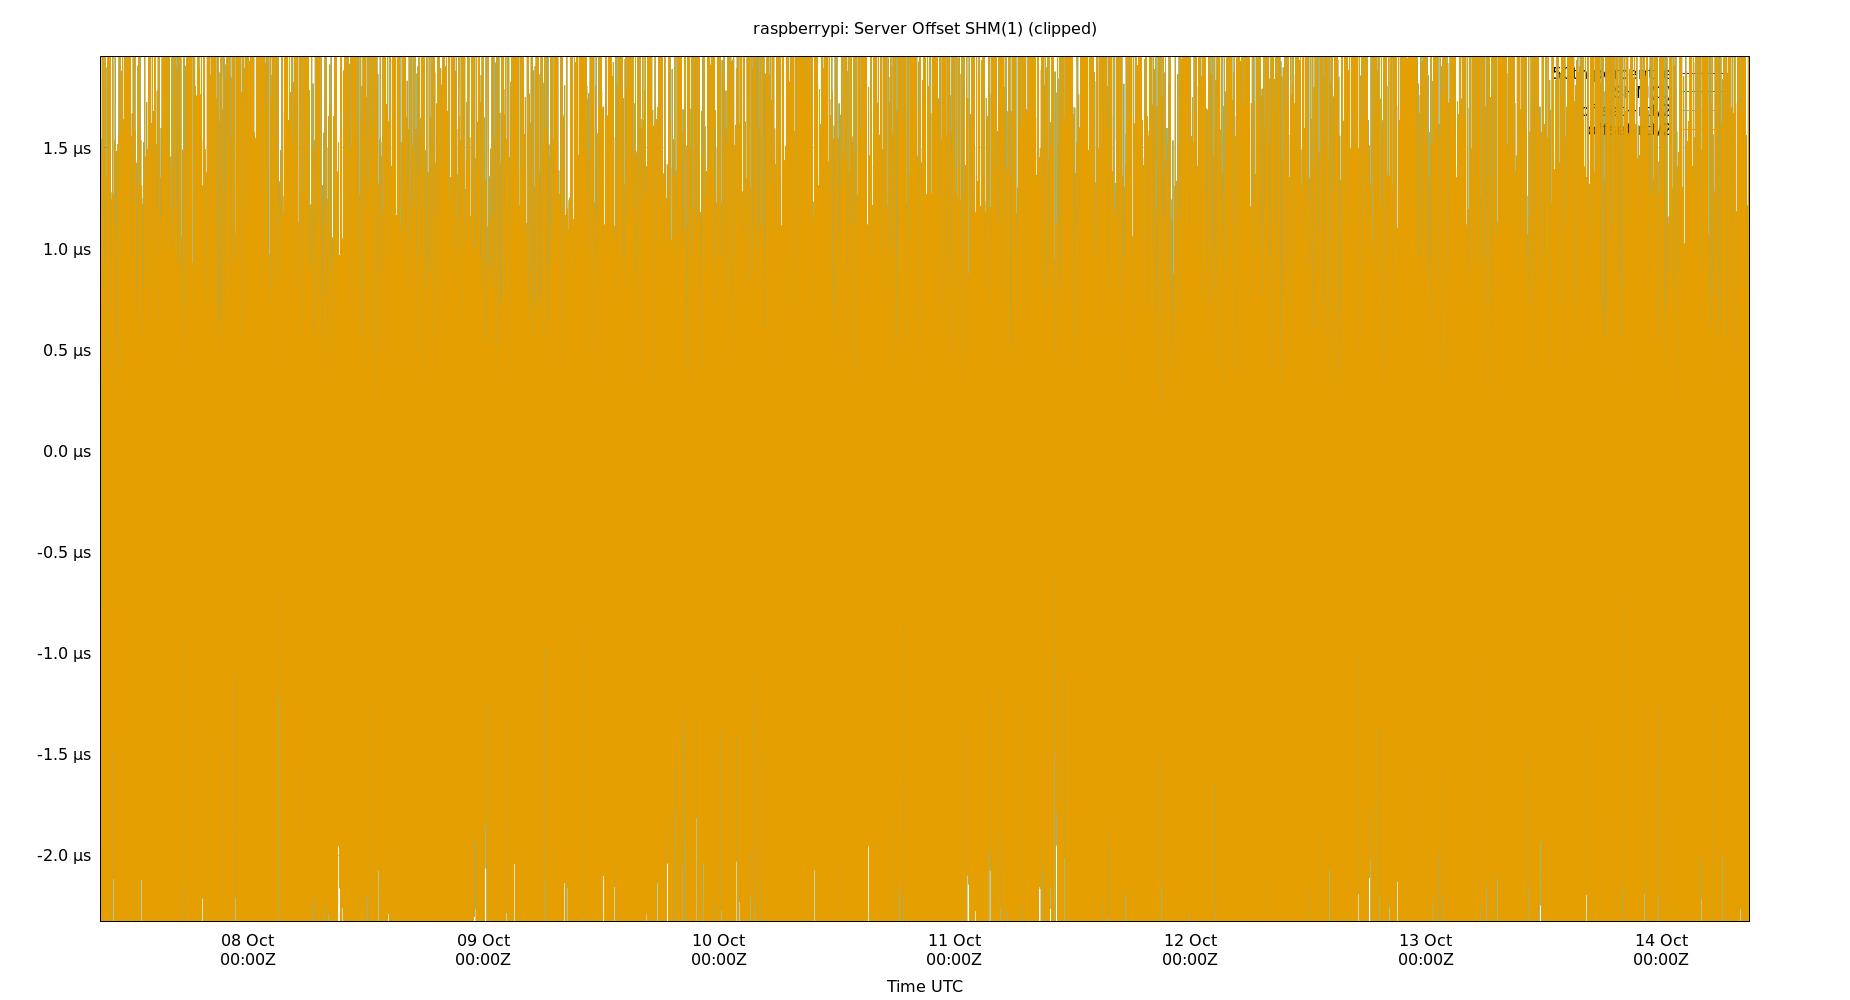 raspberrypi: Server Offset SHM(1) (clipped)
1.5 µs
1.0 µs
0.5 µs
0.0 µs
-0.5 µs
-1.0 µs
-1.5 µs
-2.0 µs
08 Oct 09 Oct 10 Oct 11 Oct 12 Oct 13 Oct 14 Oct
00:00Z 00:00Z 00:00Z 00:00Z 00:00Z 00:00Z 00:00Z
Time UTC